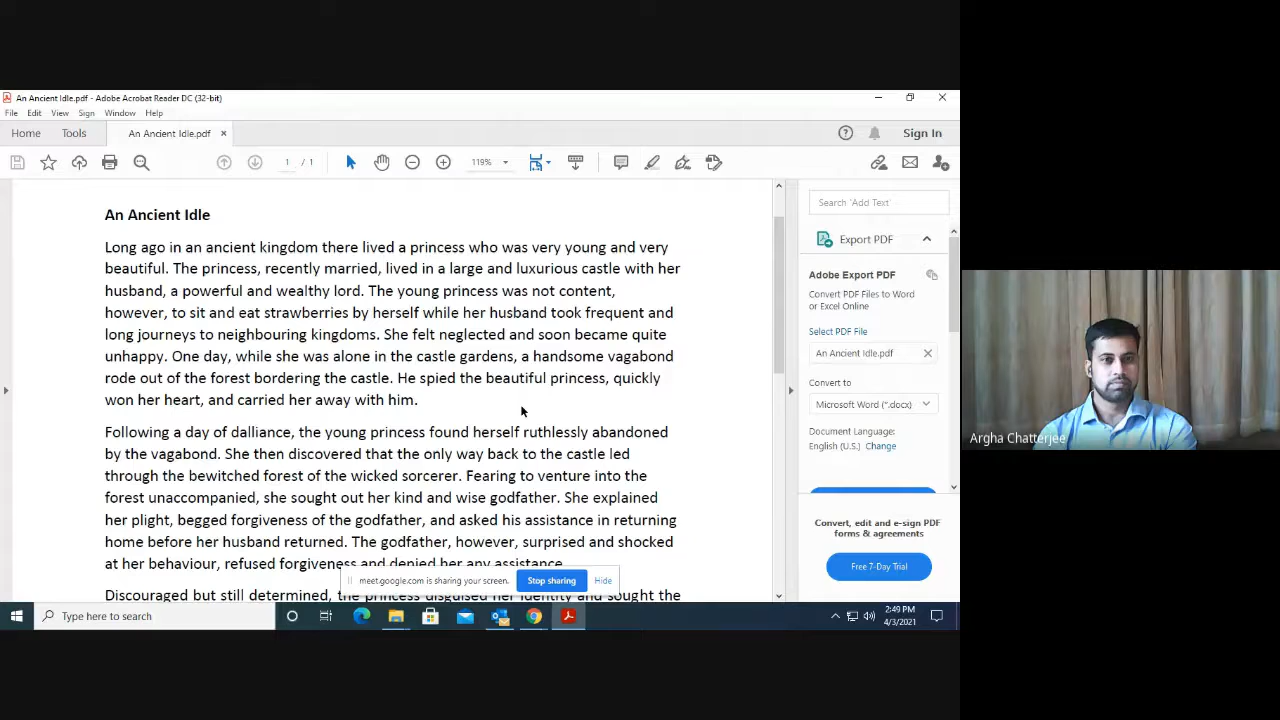 An Ancient Idle.pdf - Adobe Acrobat Reader DC (32-bit)
File Edit View Sign Window Help
Home Tools An Ancient Idle.pdf × Sign In
1 / 1 119%
An Ancient Idle
Long ago in an ancient kingdom there lived a princess who was very young and very
beautiful. The princess, recently married, lived in a large and luxurious castle with her
husband, a powerful and wealthy lord. The young princess was not content,
however, to sit and eat strawberries by herself while her husband took frequent and
long journeys to neighbouring kingdoms. She felt neglected and soon became quite
unhappy. One day, while she was alone in the castle gardens, a handsome vagabond
rode out of the forest bordering the castle. He spied the beautiful princess, quickly
won her heart, and carried her away with him.
Following a day of dalliance, the young princess found herself ruthlessly abandoned
by the vagabond. She then discovered that the only way back to the castle led
through the bewitched forest of the wicked sorcerer. Fearing to venture into the
forest unaccompanied, she sought out her kind and wise godfather. She explained
her plight, begged forgiveness of the godfather, and asked his assistance in returning
home before her husband returned. The godfather, however, surprised and shocked
at her behaviour, refused forgiveness and denied her any assistance.
Discouraged but still determined, the princess disguised her identity and sought the
Search 'Add Text'
Export PDF
Adobe Export PDF
Convert PDF Files to Word
or Excel Online
Select PDF File
An Ancient Idle.pdf
Convert to
Microsoft Word (*.docx)
Document Language:
English (U.S.) Change
Convert, edit and e-sign PDF
forms & agreements
Free 7-Day Trial
meet.google.com is sharing your screen. Stop sharing Hide
Type here to search
2:49 PM
4/3/2021
Argha Chatterjee